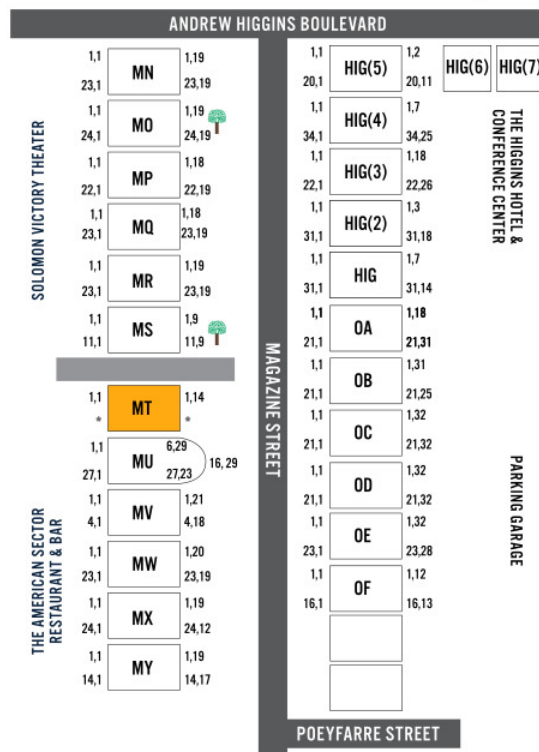 ANDREW HIGGINS BOULEVARD
SOLOMON VICTORY THEATER
1,1 MN 1,19
23,1 23,19
1,1 MO 1,19
24,1 24,19
1,1 MP 1,18
22,1 22,19
1,1 MQ 1,18
23,1 23,19
1,1 MR 1,19
23,1 23,19
1,1 MS 1,9
11,1 11,9
THE AMERICAN SECTOR
RESTAURANT & BAR
1,1 MT 1,14
* *
1,1 MU 6,29
27,1 27,23
16,29
1,1 MV 1,21
4,1 4,18
1,1 MW 1,20
23,1 23,19
1,1 MX 1,19
24,1 24,12
1,1 MY 1,19
14,1 14,17
MAGAZINE STREET
1,1 HIG(5) 1,2
20,1 20,11
HIG(6) HIG(7)
1,1 HIG(4) 1,7
34,1 34,25
1,1 HIG(3) 1,18
22,1 22,26
1,1 HIG(2) 1,3
31,1 31,18
1,1 HIG 1,7
31,1 31,14
1,1 OA 1,18
21,1 21,31
1,1 OB 1,31
21,1 21,25
1,1 OC 1,32
21,1 21,32
1,1 OD 1,32
21,1 21,32
1,1 OE 1,32
23,1 23,28
1,1 OF 1,12
16,1 16,13
THE HIGGINS HOTEL &
CONFERENCE CENTER
PARKING GARAGE
POEYFARRE STREET